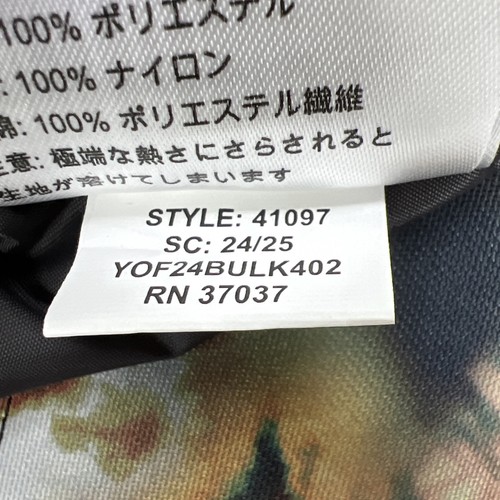 100% ポリエステル
: 100% ナイロン
綿: 100% ポリエステル繊維
注意: 極端な熱さにさらされると
生地が溶けてしまいます
STYLE: 41097
SC: 24/25
YOF24BULK402
RN 37037